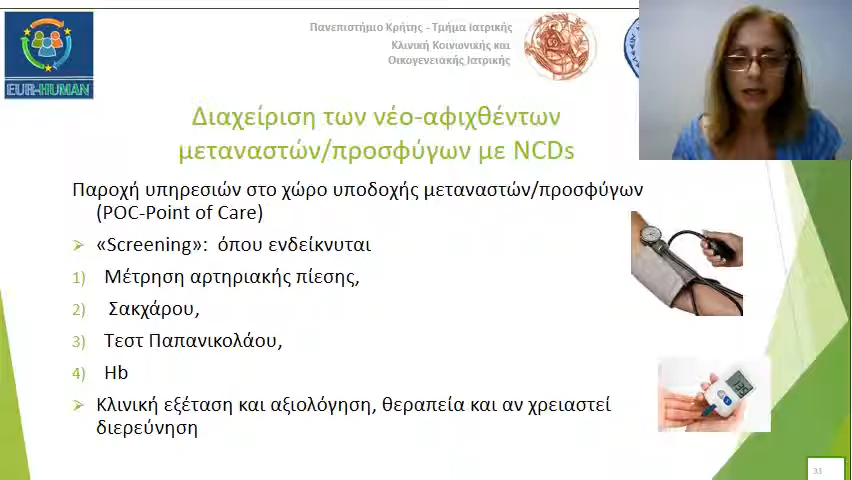 EUR-HUMAN
Πανεπιστήμιο Κρήτης - Τμήμα Ιατρικής
Κλινική Κοινωνικής και
Οικογενειακής Ιατρικής
Διαχείριση των νέο-αφιχθέντων
μεταναστών/προσφύγων με NCDs
Παροχή υπηρεσιών στο χώρο υποδοχής μεταναστών/προσφύγων
(POC-Point of Care)
➢ «Screening»: όπου ενδείκνυται
1) Μέτρηση αρτηριακής πίεσης,
2) Σακχάρου,
3) Τεστ Παπανικολάου,
4) Hb
➢ Κλινική εξέταση και αξιολόγηση, θεραπεία και αν χρειαστεί
διερεύνηση